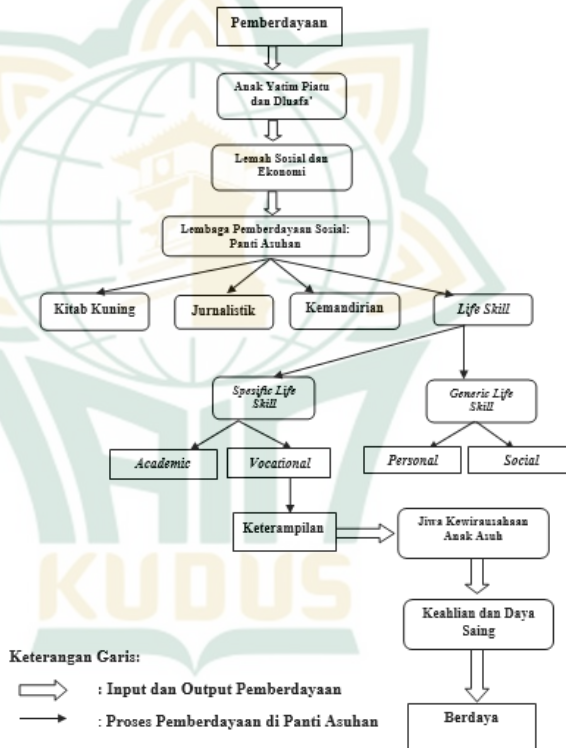 Pemberdayaan
Anak Yatim Piatu
dan Dluafa'
Lemah Sosial dan
Ekonomi
Lembaga Pemberdayaan Sosial:
Panti Asuhan
Kitab Kuning
Jurnalistik
Kemandirian
Life Skill
Spesific Life
Skill
Generic Life
Skill
Academic
Vocational
Personal
Social
Keterampilan
Jiwa Kewirausahaan
Anak Asuh
Keahlian dan Daya
Saing
Berdaya
KUDUS
Keterangan Garis:
: Input dan Output Pemberdayaan
: Proses Pemberdayaan di Panti Asuhan